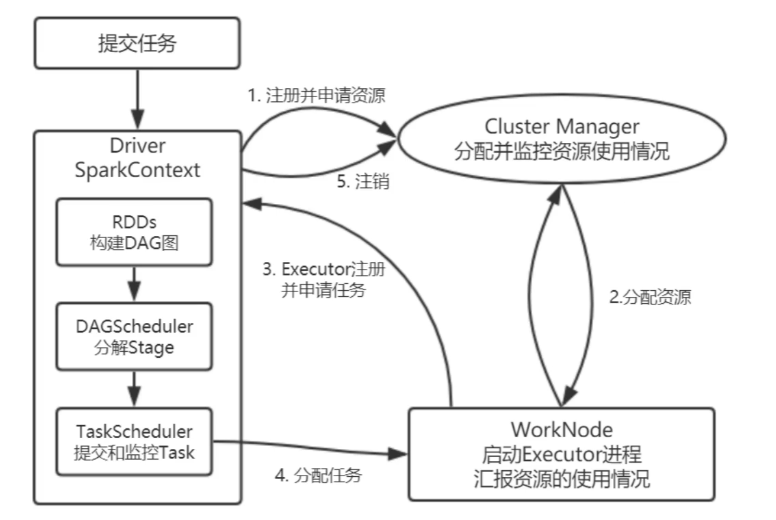 提交任务
1. 注册并申请资源
Driver
SparkContext
Cluster Manager
分配并监控资源使用情况
5. 注销
RDDs
构建DAG图
3. Executor注册
并申请任务
2.分配资源
DAGScheduler
分解Stage
TaskScheduler
提交和监控Task
4. 分配任务
WorkNode
启动Executor进程
汇报资源的使用情况